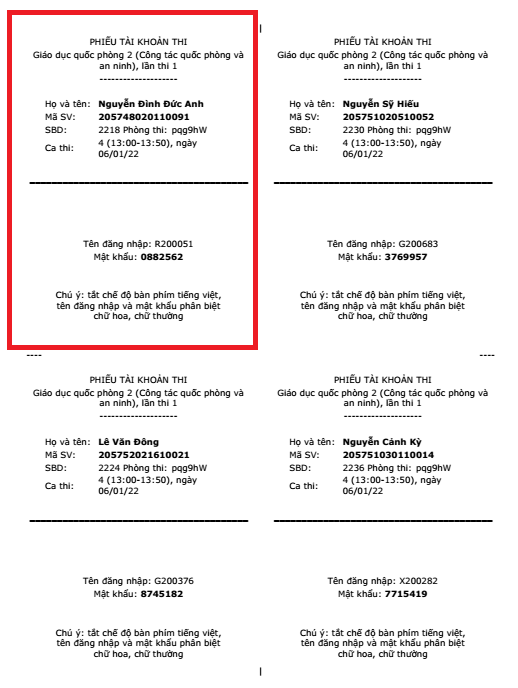 PHIẾU TÀI KHOẢN THI
Giáo dục quốc phòng 2 (Công tác quốc phòng và
an ninh), lần thi 1
--------------------
Họ và tên: Nguyễn Đình Đức Anh
Mã SV: 205748020110091
SBD: 2218 Phòng thi: pqg9hW
Ca thi: 4 (13:00-13:50), ngày
06/01/22
Tên đăng nhập: R200051
Mật khẩu: 0882562
Chú ý: tắt chế độ bàn phím tiếng việt,
tên đăng nhập và mật khẩu phân biệt
chữ hoa, chữ thường
PHIẾU TÀI KHOẢN THI
Giáo dục quốc phòng 2 (Công tác quốc phòng và
an ninh), lần thi 1
--------------------
Họ và tên: Nguyễn Sỹ Hiếu
Mã SV: 205751020510052
SBD: 2230 Phòng thi: pqg9hW
Ca thi: 4 (13:00-13:50), ngày
06/01/22
Tên đăng nhập: G200683
Mật khẩu: 3769957
Chú ý: tắt chế độ bàn phím tiếng việt,
tên đăng nhập và mật khẩu phân biệt
chữ hoa, chữ thường
PHIẾU TÀI KHOẢN THI
Giáo dục quốc phòng 2 (Công tác quốc phòng và
an ninh), lần thi 1
--------------------
Họ và tên: Lê Văn Đông
Mã SV: 205752021610021
SBD: 2224 Phòng thi: pqg9hW
Ca thi: 4 (13:00-13:50), ngày
06/01/22
Tên đăng nhập: G200376
Mật khẩu: 8745182
Chú ý: tắt chế độ bàn phím tiếng việt,
tên đăng nhập và mật khẩu phân biệt
chữ hoa, chữ thường
PHIẾU TÀI KHOẢN THI
Giáo dục quốc phòng 2 (Công tác quốc phòng và
an ninh), lần thi 1
--------------------
Họ và tên: Nguyễn Cảnh Kỳ
Mã SV: 205751030110014
SBD: 2236 Phòng thi: pqg9hW
Ca thi: 4 (13:00-13:50), ngày
06/01/22
Tên đăng nhập: X200282
Mật khẩu: 7715419
Chú ý: tắt chế độ bàn phím tiếng việt,
tên đăng nhập và mật khẩu phân biệt
chữ hoa, chữ thường